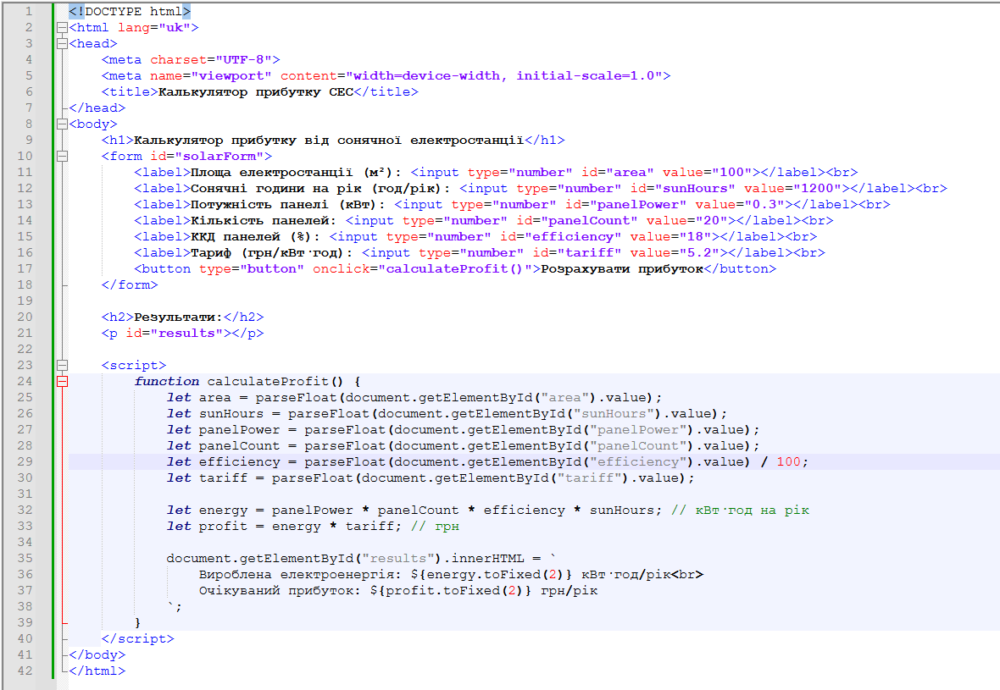 1 <!DOCTYPE html>
2 <html lang="uk">
3 <head>
4 <meta charset="UTF-8">
5 <meta name="viewport" content="width=device-width, initial-scale=1.0">
6 <title>Калькулятор прибутку СЕС</title>
7 </head>
8 <body>
9 <h1>Калькулятор прибутку від сонячної електростанції</h1>
10 <form id="solarForm">
11 <label>Площа електростанції (м²): <input type="number" id="area" value="100"></label><br>
12 <label>Сонячні години на рік (год/рік): <input type="number" id="sunHours" value="1200"></label><br>
13 <label>Потужність панелі (кВт): <input type="number" id="panelPower" value="0.3"></label><br>
14 <label>Кількість панелей: <input type="number" id="panelCount" value="20"></label><br>
15 <label>ККД панелей (%): <input type="number" id="efficiency" value="18"></label><br>
16 <label>Тариф (грн/кВт·год): <input type="number" id="tariff" value="5.2"></label><br>
17 <button type="button" onclick="calculateProfit()">Розрахувати прибуток</button>
18 </form>
19
20 <h2>Результати:</h2>
21 <p id="results"></p>
22
23 <script>
24 function calculateProfit() {
25 let area = parseFloat(document.getElementById("area").value);
26 let sunHours = parseFloat(document.getElementById("sunHours").value);
27 let panelPower = parseFloat(document.getElementById("panelPower").value);
28 let panelCount = parseFloat(document.getElementById("panelCount").value);
29 let efficiency = parseFloat(document.getElementById("efficiency").value) / 100;
30 let tariff = parseFloat(document.getElementById("tariff").value);
31
32 let energy = panelPower * panelCount * efficiency * sunHours; // кВт·год на рік
33 let profit = energy * tariff; // грн
34
35 document.getElementById("results").innerHTML = `
36 Вироблена електроенергія: ${energy.toFixed(2)} кВт·год/рік<br>
37 Очікуваний прибуток: ${profit.toFixed(2)} грн/рік
38 `;
39 }
40 </script>
41 </body>
42 </html>